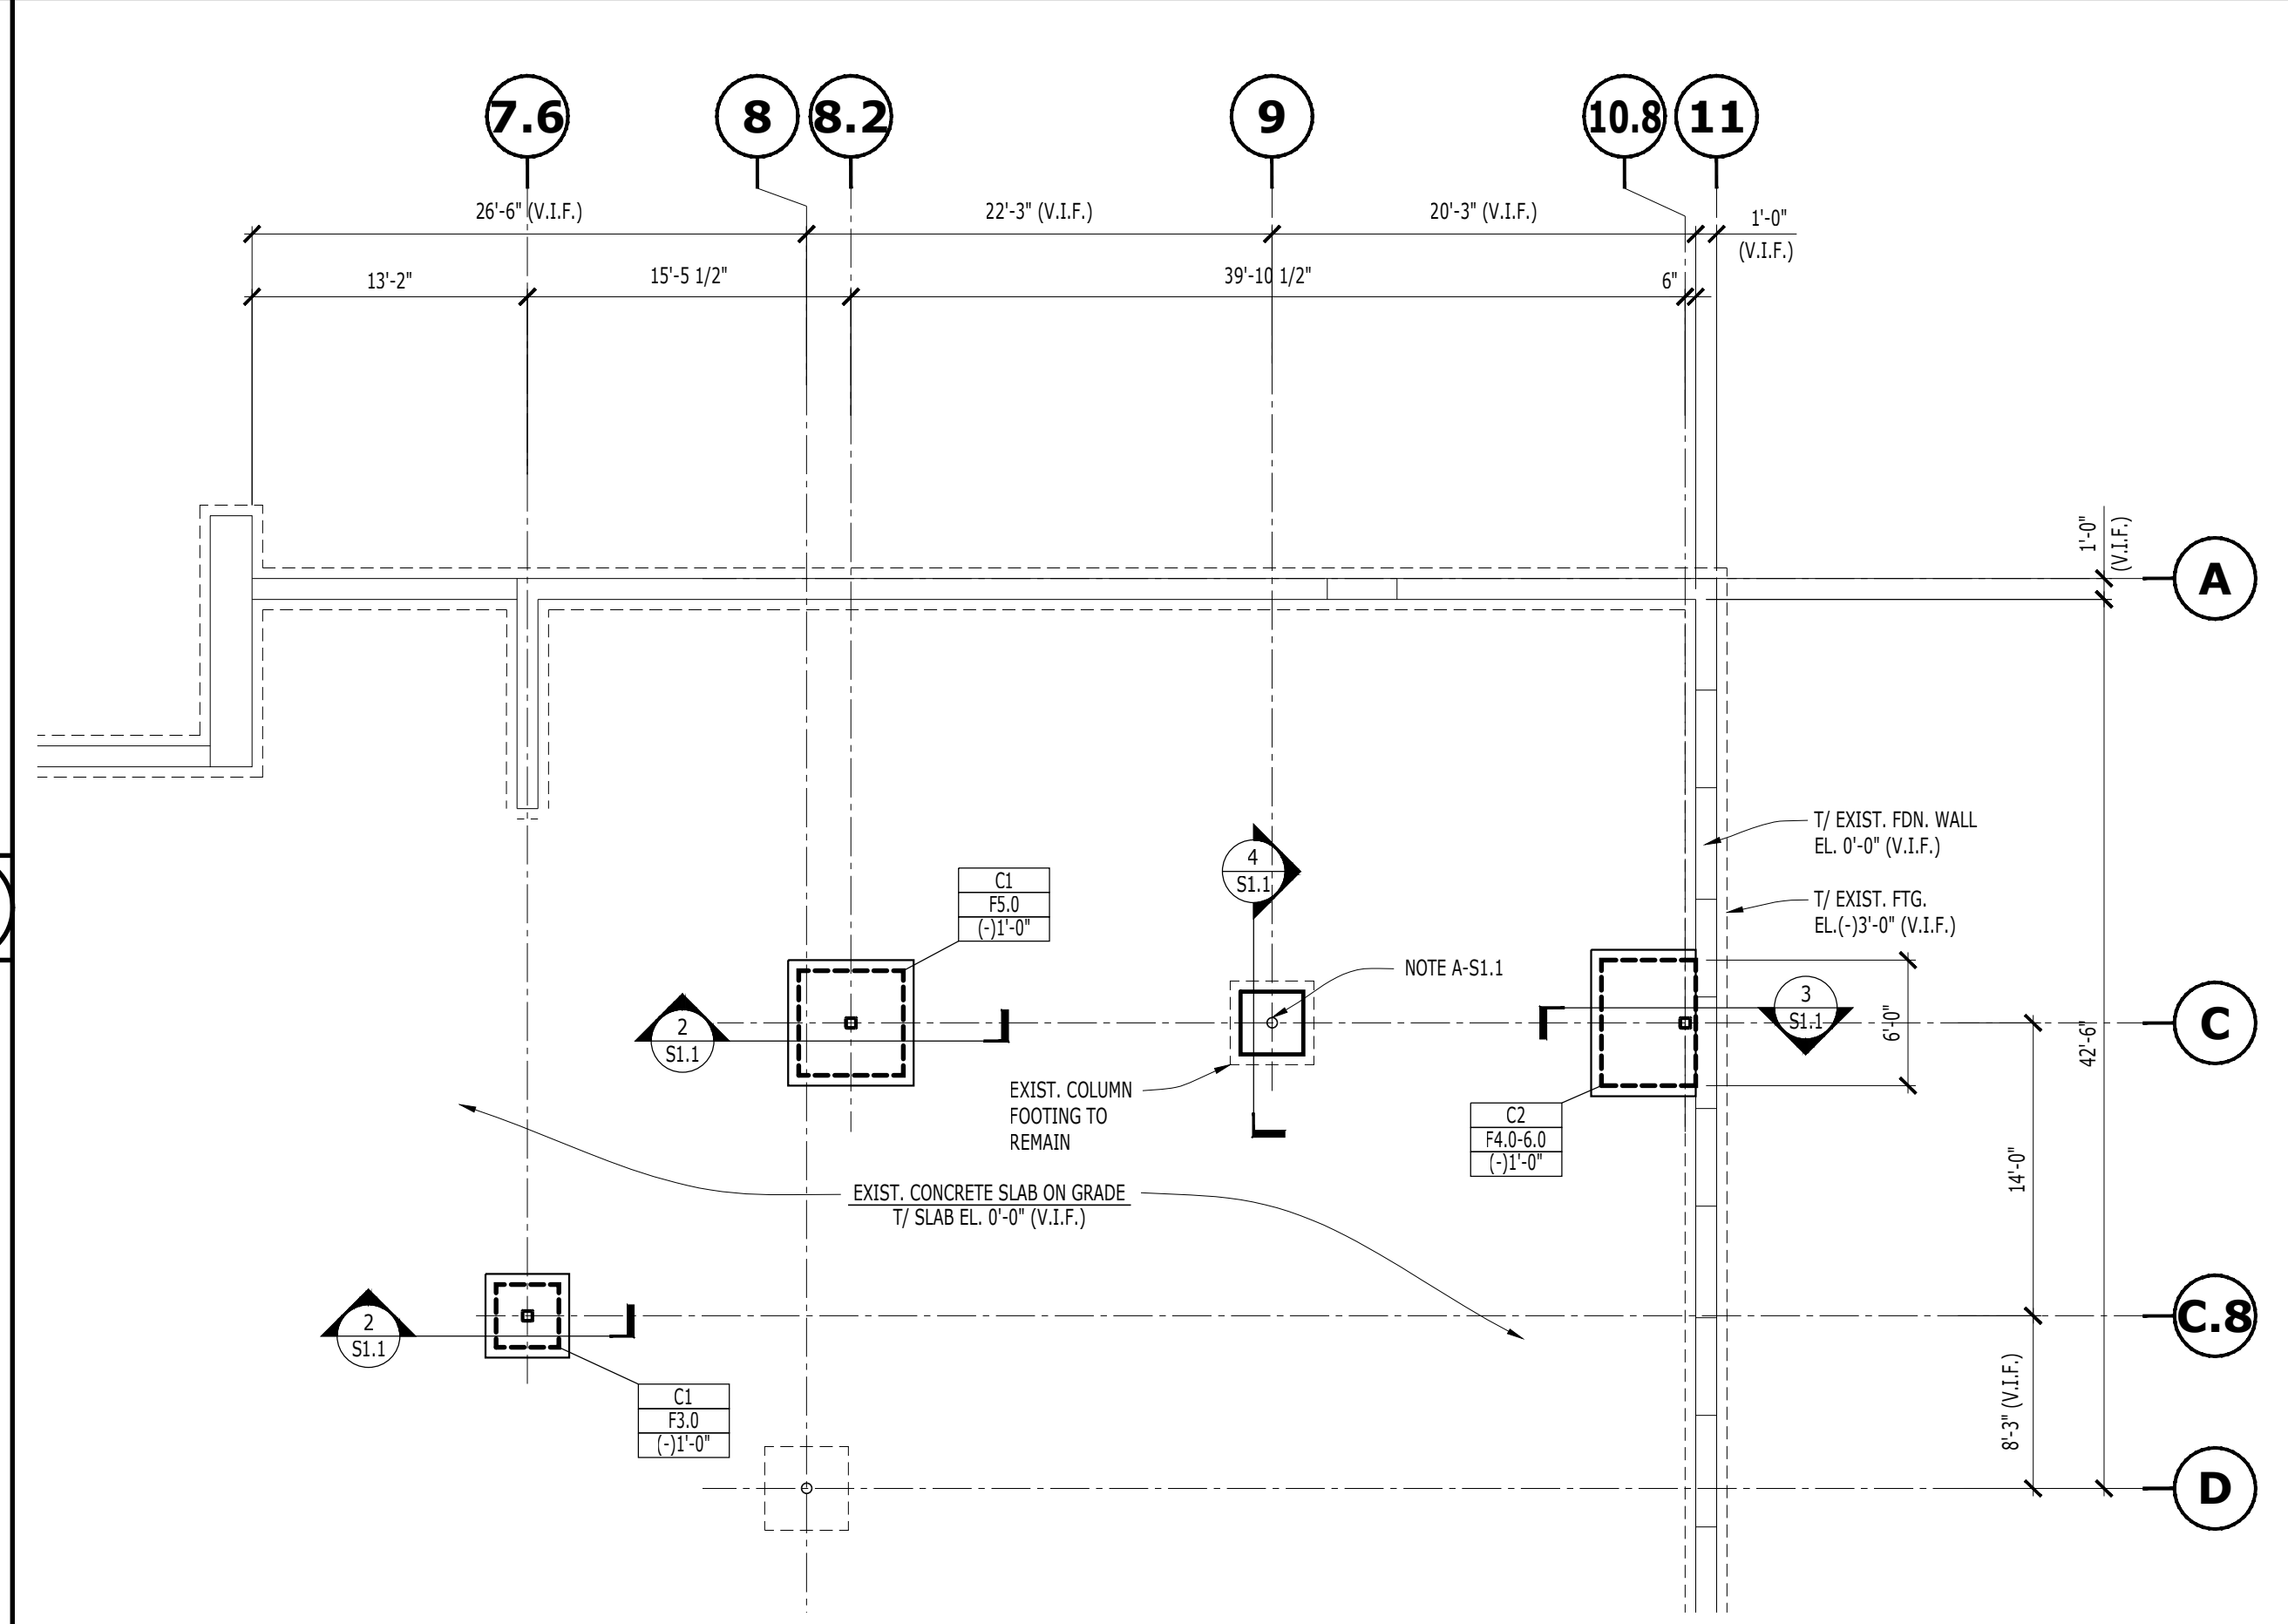 7.6
8
8.2
9
10.8
11
26'-6" (V.I.F.)
22'-3" (V.I.F.)
20'-3" (V.I.F.)
1'-0"
(V.I.F.)
13'-2"
15'-5 1/2"
39'-10 1/2"
6"
1'-0"
(V.I.F.)
A
T/ EXIST. FDN. WALL
EL. 0'-0" (V.I.F.)
4
S1.1
C1
F5.0
(-)1'-0"
T/ EXIST. FTG.
EL.(-)3'-0" (V.I.F.)
NOTE A-S1.1
2
S1.1
3
S1.1
6'-0"
42'-6"
C
EXIST. COLUMN
FOOTING TO
REMAIN
C2
F4.0-6.0
(-)1'-0"
14'-0"
EXIST. CONCRETE SLAB ON GRADE
T/ SLAB EL. 0'-0" (V.I.F.)
2
S1.1
C.8
C1
F3.0
(-)1'-0"
8'-3" (V.I.F.)
D